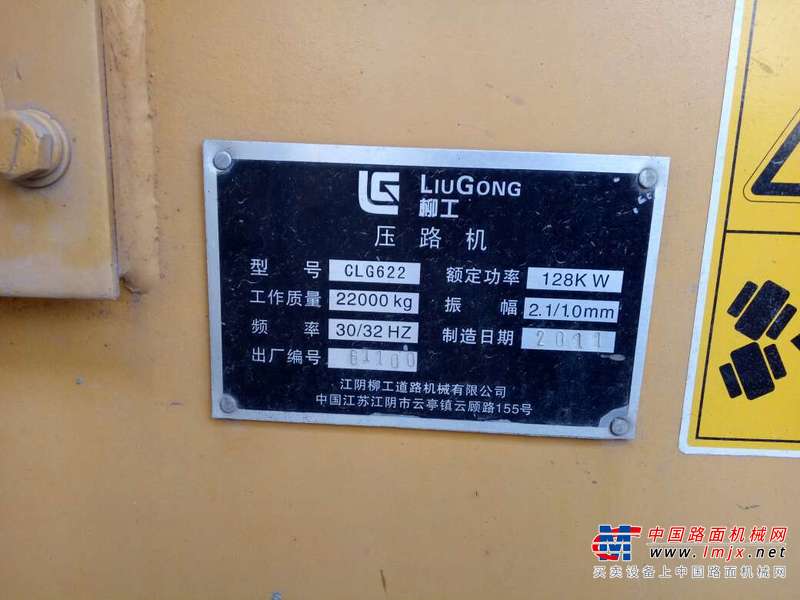 LIUGONG
柳工
压路机
型号 CLG622 额定功率 128KW
工作质量 22000kg 振幅 2.1/1.0mm
频率 30/32HZ 制造日期 2011
出厂编号
江阴柳工道路机械有限公司
中国江苏江阴市云亭镇云顾路155号
中国路面机械网
www.lmjx.net
买卖设备上中国路面机械网